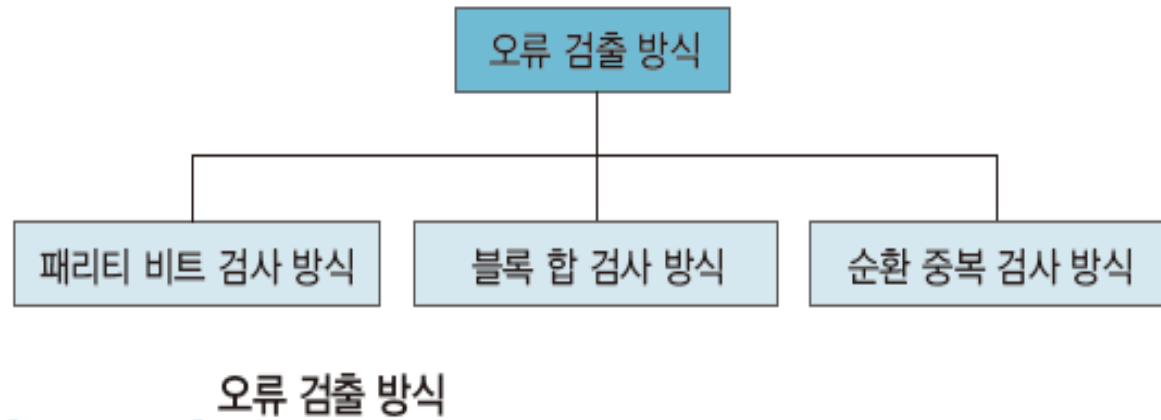 오류 검출 방식
패리티 비트 검사 방식
블록 합 검사 방식
순환 중복 검사 방식
오류 검출 방식